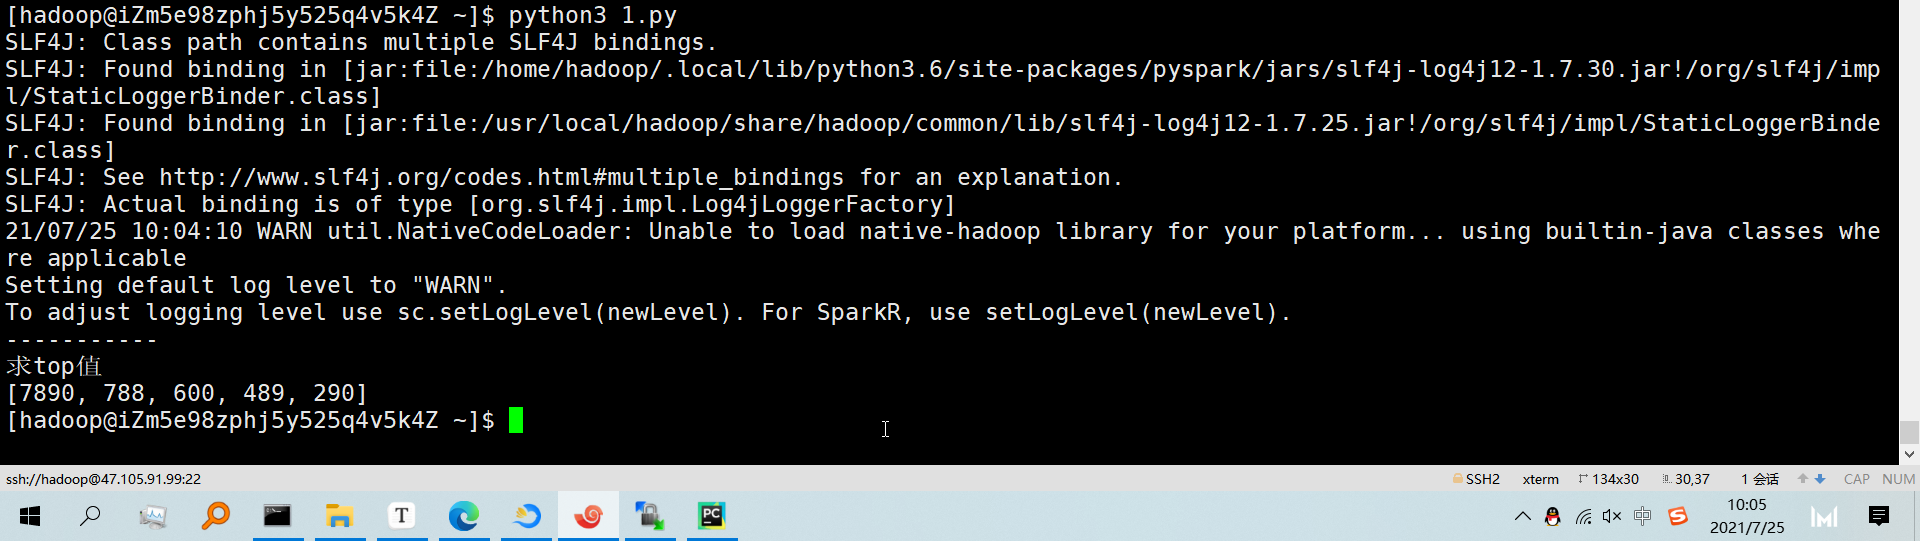 [hadoop@iZm5e98zphj5y525q4v5k4Z ~]$ python3 1.py
SLF4J: Class path contains multiple SLF4J bindings.
SLF4J: Found binding in [jar:file:/home/hadoop/.local/lib/python3.6/site-packages/pyspark/jars/slf4j-log4j12-1.7.30.jar!/org/slf4j/imp
l/StaticLoggerBinder.class]
SLF4J: Found binding in [jar:file:/usr/local/hadoop/share/hadoop/common/lib/slf4j-log4j12-1.7.25.jar!/org/slf4j/impl/StaticLoggerBinde
r.class]
SLF4J: See http://www.slf4j.org/codes.html#multiple_bindings for an explanation.
SLF4J: Actual binding is of type [org.slf4j.impl.Log4jLoggerFactory]
21/07/25 10:04:10 WARN util.NativeCodeLoader: Unable to load native-hadoop library for your platform... using builtin-java classes whe
re applicable
Setting default log level to "WARN".
To adjust logging level use sc.setLogLevel(newLevel). For SparkR, use setLogLevel(newLevel).
-----------
求top值
[7890, 788, 600, 489, 290]
[hadoop@iZm5e98zphj5y525q4v5k4Z ~]$
ssh://hadoop@47.105.91.99:22 SSH2 xterm 134x30 30,37 1 会话 CAP NUM
T PC 中 S M 10:05
2021/7/25